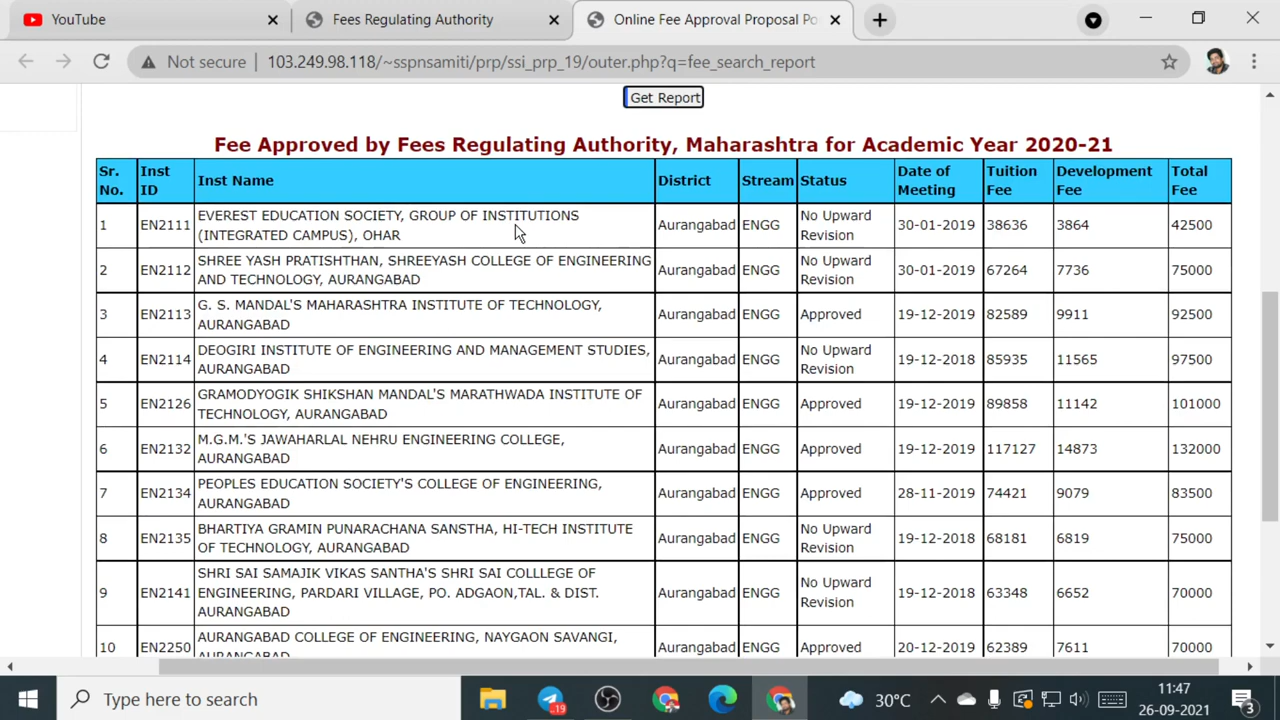 YouTube
Fees Regulating Authority
Online Fee Approval Proposal Po
Not secure
103.249.98.118/~sspnsamiti/prp/ssi_prp_19/outer.php?q=fee_search_report
Get Report
Fee Approved by Fees Regulating Authority, Maharashtra for Academic Year 2020-21
Sr. No. Inst ID Inst Name District Stream Status Date of Meeting Tuition Fee Development Fee Total Fee
1 EN2111 EVEREST EDUCATION SOCIETY, GROUP OF INSTITUTIONS Aurangabad ENGG No Upward 30-01-2019 38636 3864 42500
(INTEGRATED CAMPUS), OHAR Revision
2 EN2112 SHREE YASH PRATISHTHAN, SHREEYASH COLLEGE OF ENGINEERING Aurangabad ENGG No Upward 30-01-2019 67264 7736 75000
AND TECHNOLOGY, AURANGABAD Revision
3 EN2113 G. S. MANDAL'S MAHARASHTRA INSTITUTE OF TECHNOLOGY, Aurangabad ENGG Approved 19-12-2019 82589 9911 92500
AURANGABAD
4 EN2114 DEOGIRI INSTITUTE OF ENGINEERING AND MANAGEMENT STUDIES, Aurangabad ENGG No Upward 19-12-2018 85935 11565 97500
AURANGABAD Revision
5 EN2126 GRAMODYOGIK SHIKSHAN MANDAL'S MARATHWADA INSTITUTE OF Aurangabad ENGG Approved 19-12-2019 89858 11142 101000
TECHNOLOGY, AURANGABAD
6 EN2132 M.G.M.'S JAWAHARLAL NEHRU ENGINEERING COLLEGE, Aurangabad ENGG Approved 19-12-2019 117127 14873 132000
AURANGABAD
7 EN2134 PEOPLES EDUCATION SOCIETY'S COLLEGE OF ENGINEERING, Aurangabad ENGG Approved 28-11-2019 74421 9079 83500
AURANGABAD
8 EN2135 BHARTIYA GRAMIN PUNARACHANA SANSTHA, HI-TECH INSTITUTE Aurangabad ENGG No Upward 19-12-2018 68181 6819 75000
OF TECHNOLOGY, AURANGABAD Revision
9 EN2141 SHRI SAI SAMAJIK VIKAS SANTHA'S SHRI SAI COLLLEGE OF Aurangabad ENGG No Upward 19-12-2018 63348 6652 70000
ENGINEERING, PARDARI VILLAGE, PO. ADGAON,TAL. & DIST. Revision
AURANGABAD
10 EN2250 AURANGABAD COLLEGE OF ENGINEERING, NAYGAON SAVANGI, Aurangabad ENGG Approved 20-12-2019 62389 7611 70000
AURANGABAD
Type here to search
19
30°C
11:47
26-09-2021
3